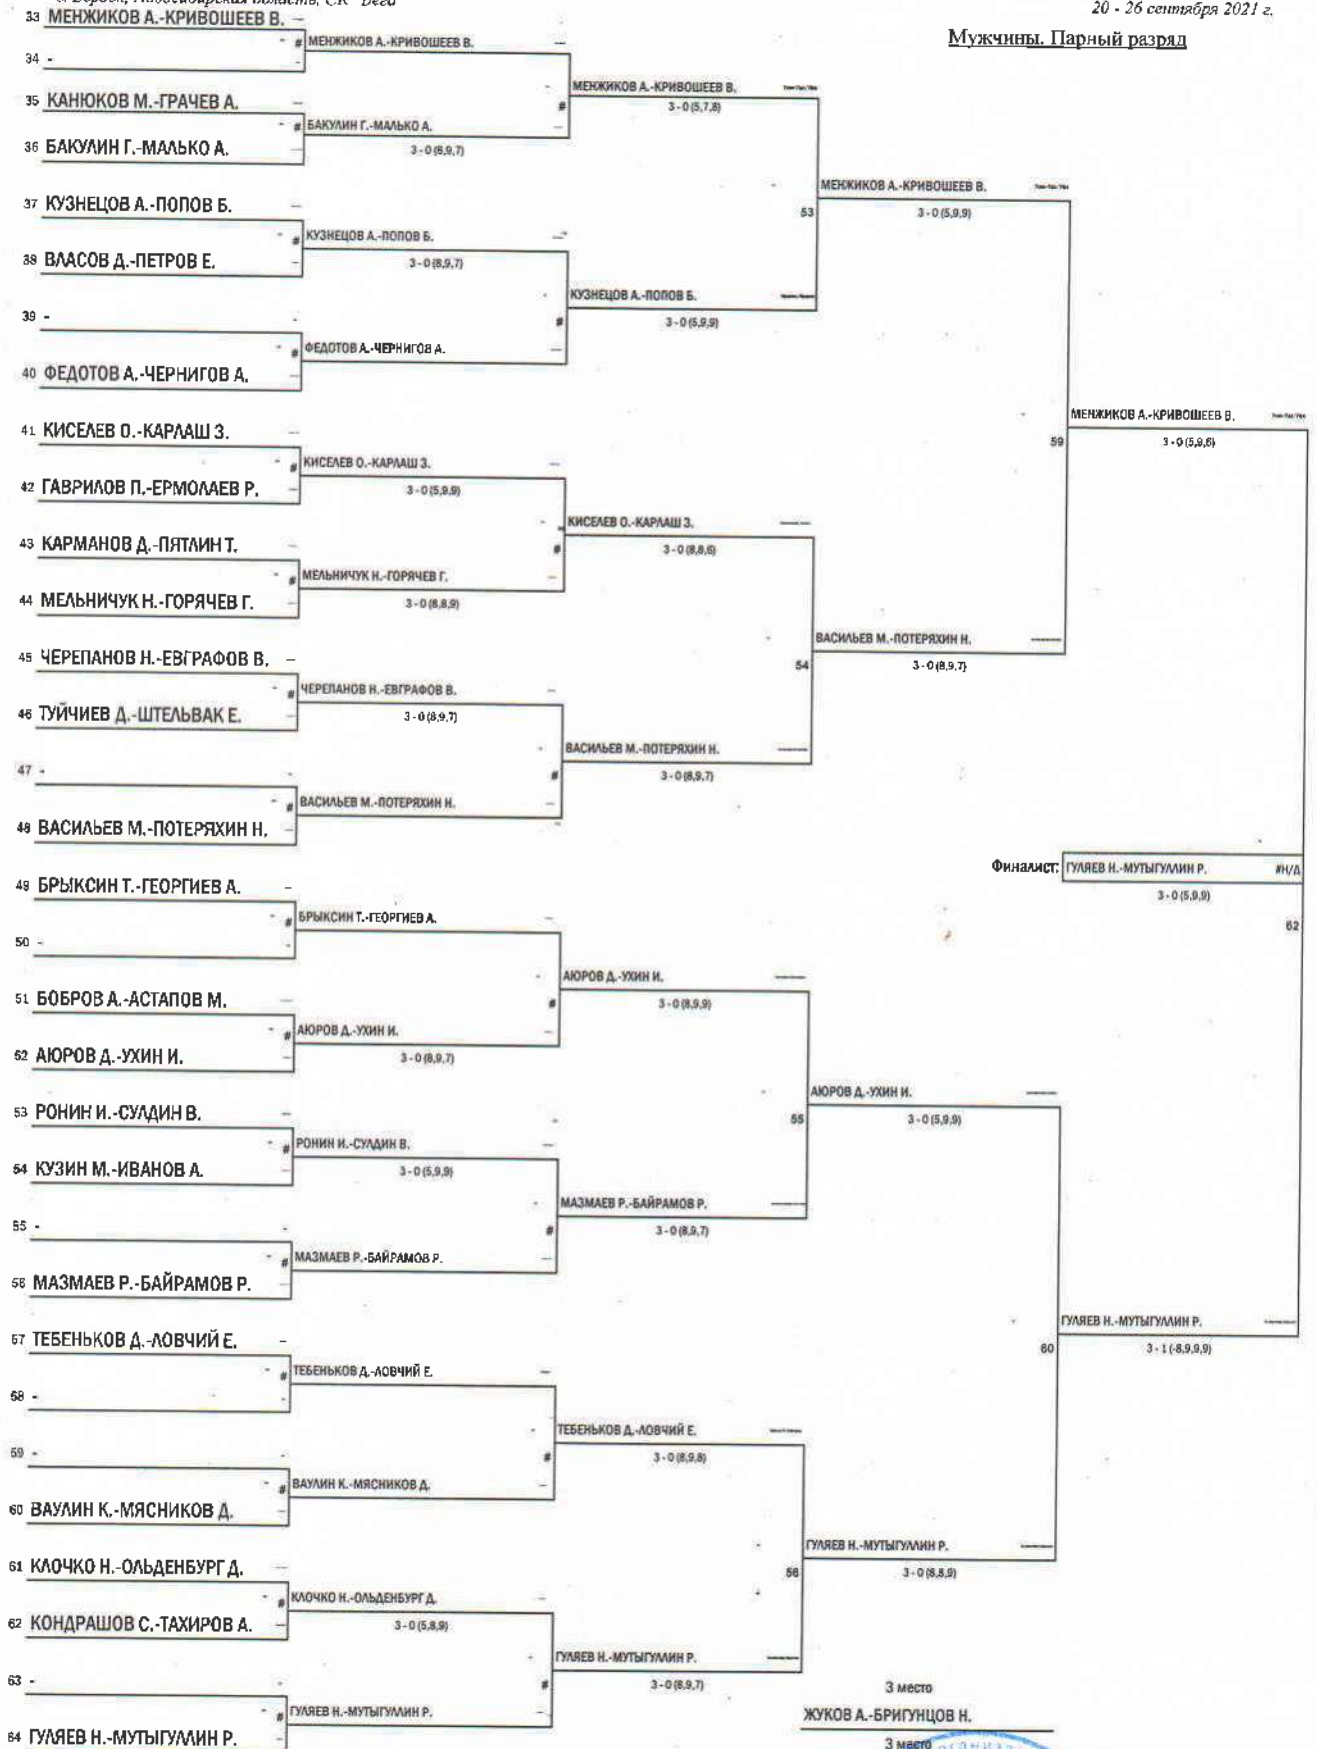 20 - 26 сентября 2021 г.
Мужчины. Парный разряд
33 МЕНЖИКОВ А.-КРИВОШЕЕВ В.
# МЕНЖИКОВ А.-КРИВОШЕЕВ В.
34 -
МЕНЖИКОВ А.-КРИВОШЕЕВ В.
3 - 0 (5,7,8)
35 КАНЮКОВ М.-ГРАЧЕВ А.
# БАКУЛИН Г.-МАЛЬКО А.
36 БАКУЛИН Г.-МАЛЬКО А.
3 - 0 (8,9,7)
МЕНЖИКОВ А.-КРИВОШЕЕВ В.
53
3 - 0 (5,9,9)
37 КУЗНЕЦОВ А.-ПОПОВ Б.
# КУЗНЕЦОВ А.-ПОПОВ Б.
38 ВЛАСОВ Д.-ПЕТРОВ Е.
3 - 0 (8,9,7)
КУЗНЕЦОВ А.-ПОПОВ Б.
3 - 0 (5,9,9)
39 -
# ФЕДОТОВ А.-ЧЕРНИГОВ А.
40 ФЕДОТОВ А.-ЧЕРНИГОВ А.
МЕНЖИКОВ А.-КРИВОШЕЕВ В.
59
3 - 0 (5,9,6)
41 КИСЕЛЕВ О.-КАРЛАШ З.
# КИСЕЛЕВ О.-КАРЛАШ З.
42 ГАВРИЛОВ П.-ЕРМОЛАЕВ Р.
3 - 0 (5,9,9)
КИСЕЛЕВ О.-КАРЛАШ З.
3 - 0 (8,8,6)
43 КАРМАНОВ Д.-ПЯТЛИН Т.
# МЕЛЬНИЧУК Н.-ГОРЯЧЕВ Г.
44 МЕЛЬНИЧУК Н.-ГОРЯЧЕВ Г.
3 - 0 (8,8,9)
ВАСИЛЬЕВ М.-ПОТЕРЯХИН Н.
54
3 - 0 (8,9,7)
45 ЧЕРЕПАНОВ Н.-ЕВГРАФОВ В.
# ЧЕРЕПАНОВ Н.-ЕВГРАФОВ В.
46 ТУЙЧИЕВ Д.-ШТЕЛЬВАК Е.
3 - 0 (8,9,7)
ВАСИЛЬЕВ М.-ПОТЕРЯХИН Н.
3 - 0 (8,9,7)
47 -
# ВАСИЛЬЕВ М.-ПОТЕРЯХИН Н.
48 ВАСИЛЬЕВ М.-ПОТЕРЯХИН Н.
Финалист: ГУЛЯЕВ Н.-МУТЫГУЛЛИН Р. #Н/Д
3 - 0 (5,9,9)
62
49 БРЫКСИН Т.-ГЕОРГИЕВ А.
# БРЫКСИН Т.-ГЕОРГИЕВ А.
50 -
АЮРОВ Д.-УХИН И.
3 - 0 (8,9,9)
51 БОБРОВ А.-АСТАПОВ М.
# АЮРОВ Д.-УХИН И.
52 АЮРОВ Д.-УХИН И.
3 - 0 (8,9,7)
АЮРОВ Д.-УХИН И.
55
3 - 0 (5,9,9)
53 РОНИН И.-СУЛДИН В.
# РОНИН И.-СУЛДИН В.
54 КУЗИН М.-ИВАНОВ А.
3 - 0 (5,9,9)
МАЗМАЕВ Р.-БАЙРАМОВ Р.
3 - 0 (8,9,7)
55 -
# МАЗМАЕВ Р.-БАЙРАМОВ Р.
56 МАЗМАЕВ Р.-БАЙРАМОВ Р.
ГУЛЯЕВ Н.-МУТЫГУЛЛИН Р.
60
3 - 1 (-8,9,9,9)
57 ТЕБЕНЬКОВ Д.-ЛОВЧИЙ Е.
# ТЕБЕНЬКОВ Д.-ЛОВЧИЙ Е.
58 -
ТЕБЕНЬКОВ Д.-ЛОВЧИЙ Е.
3 - 0 (8,9,8)
59 -
# ВАУЛИН К.-МЯСНИКОВ Д.
60 ВАУЛИН К.-МЯСНИКОВ Д.
ГУЛЯЕВ Н.-МУТЫГУЛЛИН Р.
56
3 - 0 (8,8,9)
61 КЛОЧКО Н.-ОЛЬДЕНБУРГ Д.
# КЛОЧКО Н.-ОЛЬДЕНБУРГ Д.
62 КОНДРАШОВ С.-ТАХИРОВ А.
3 - 0 (5,8,9)
ГУЛЯЕВ Н.-МУТЫГУЛЛИН Р.
3 - 0 (8,9,7)
63 -
# ГУЛЯЕВ Н.-МУТЫГУЛЛИН Р.
64 ГУЛЯЕВ Н.-МУТЫГУЛЛИН Р.
3 место
ЖУКОВ А.-БРИГУНЦОВ Н.
3 место